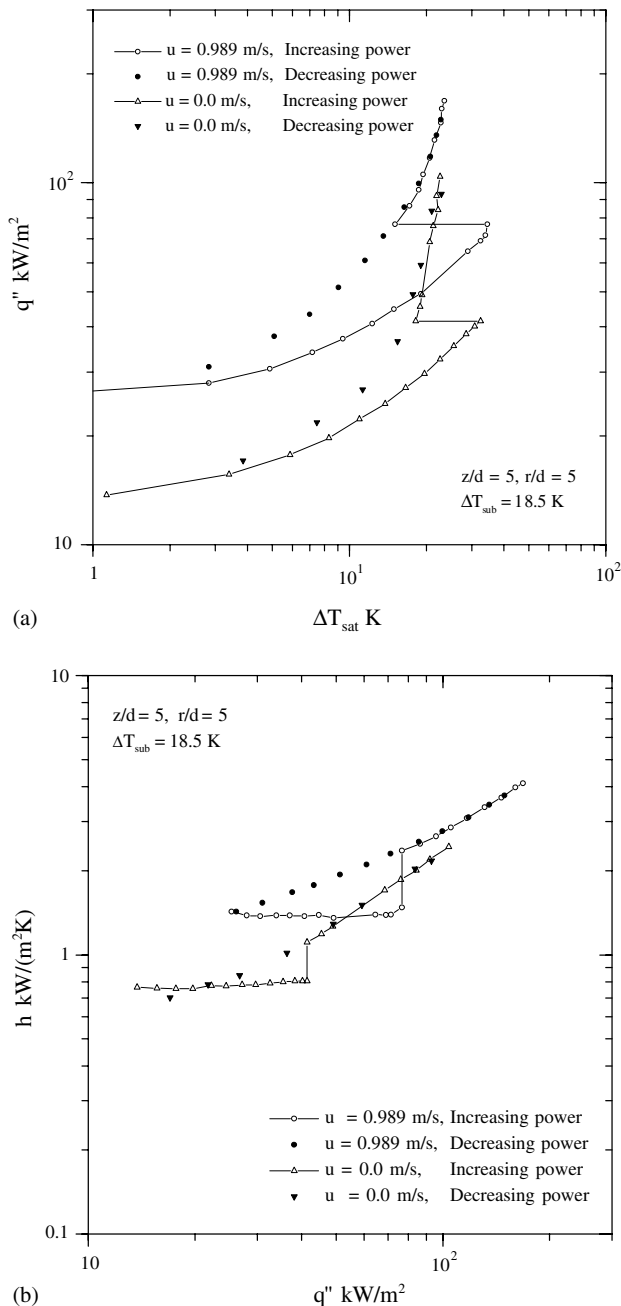 10²
10
1
10¹
10²
q'' kW/m²
ΔT_sat K
u = 0.989 m/s, Increasing power
u = 0.989 m/s, Decreasing power
u = 0.0 m/s, Increasing power
u = 0.0 m/s, Decreasing power
z/d = 5, r/d = 5
ΔT_sub = 18.5 K
(a)
10
1
0.1
10
10²
h kW/(m²K)
q'' kW/m²
z/d = 5, r/d = 5
ΔT_sub = 18.5 K
u = 0.989 m/s, Increasing power
u = 0.989 m/s, Decreasing power
u = 0.0 m/s, Increasing power
u = 0.0 m/s, Decreasing power
(b)